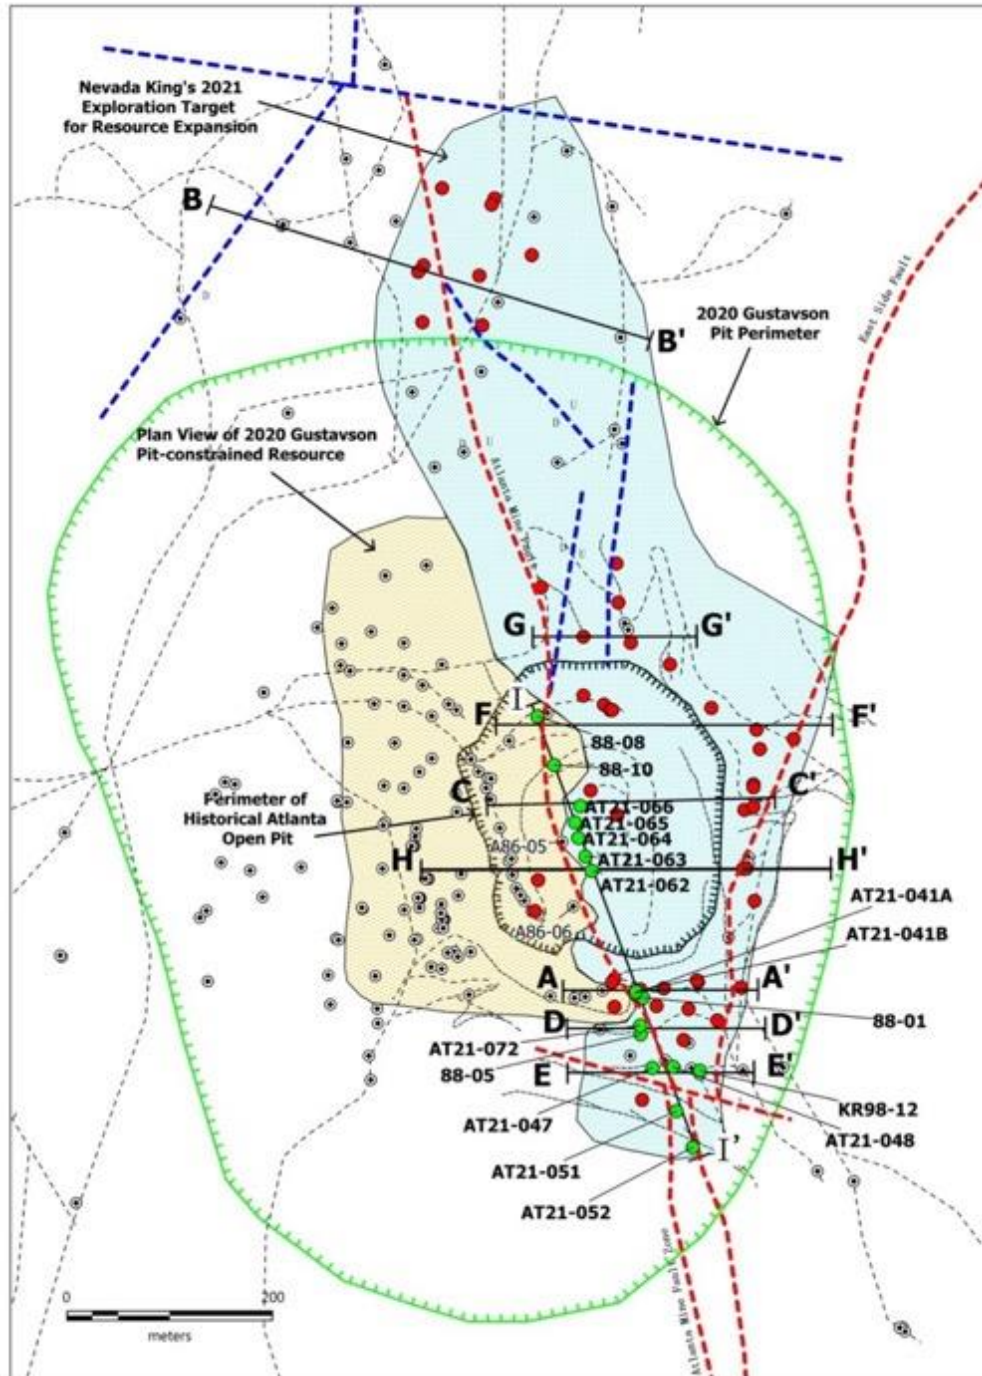 Nevada King's 2021
Exploration Target
for Resource Expansion
B
B'
2020 Gustavson
Pit Perimeter
East Side Fault
Plan View of 2020 Gustavson
Pit-constrained Resource
Atlanta Mine Fault
D
U
D
U
D
U
D
U
G
G'
I
F
F'
88-08
88-10
C
C'
AT21-066
Perimeter of
Historical Atlanta
Open Pit
AT21-065
AT21-064
A86-05
AT21-063
H
H'
AT21-062
AT21-041A
A86-06
AT21-041B
A
A'
88-01
D
D'
AT21-072
88-05
E
E'
KR98-12
AT21-047
AT21-048
I'
AT21-051
AT21-052
Atlanta Mine Fault Zone
0
200
meters